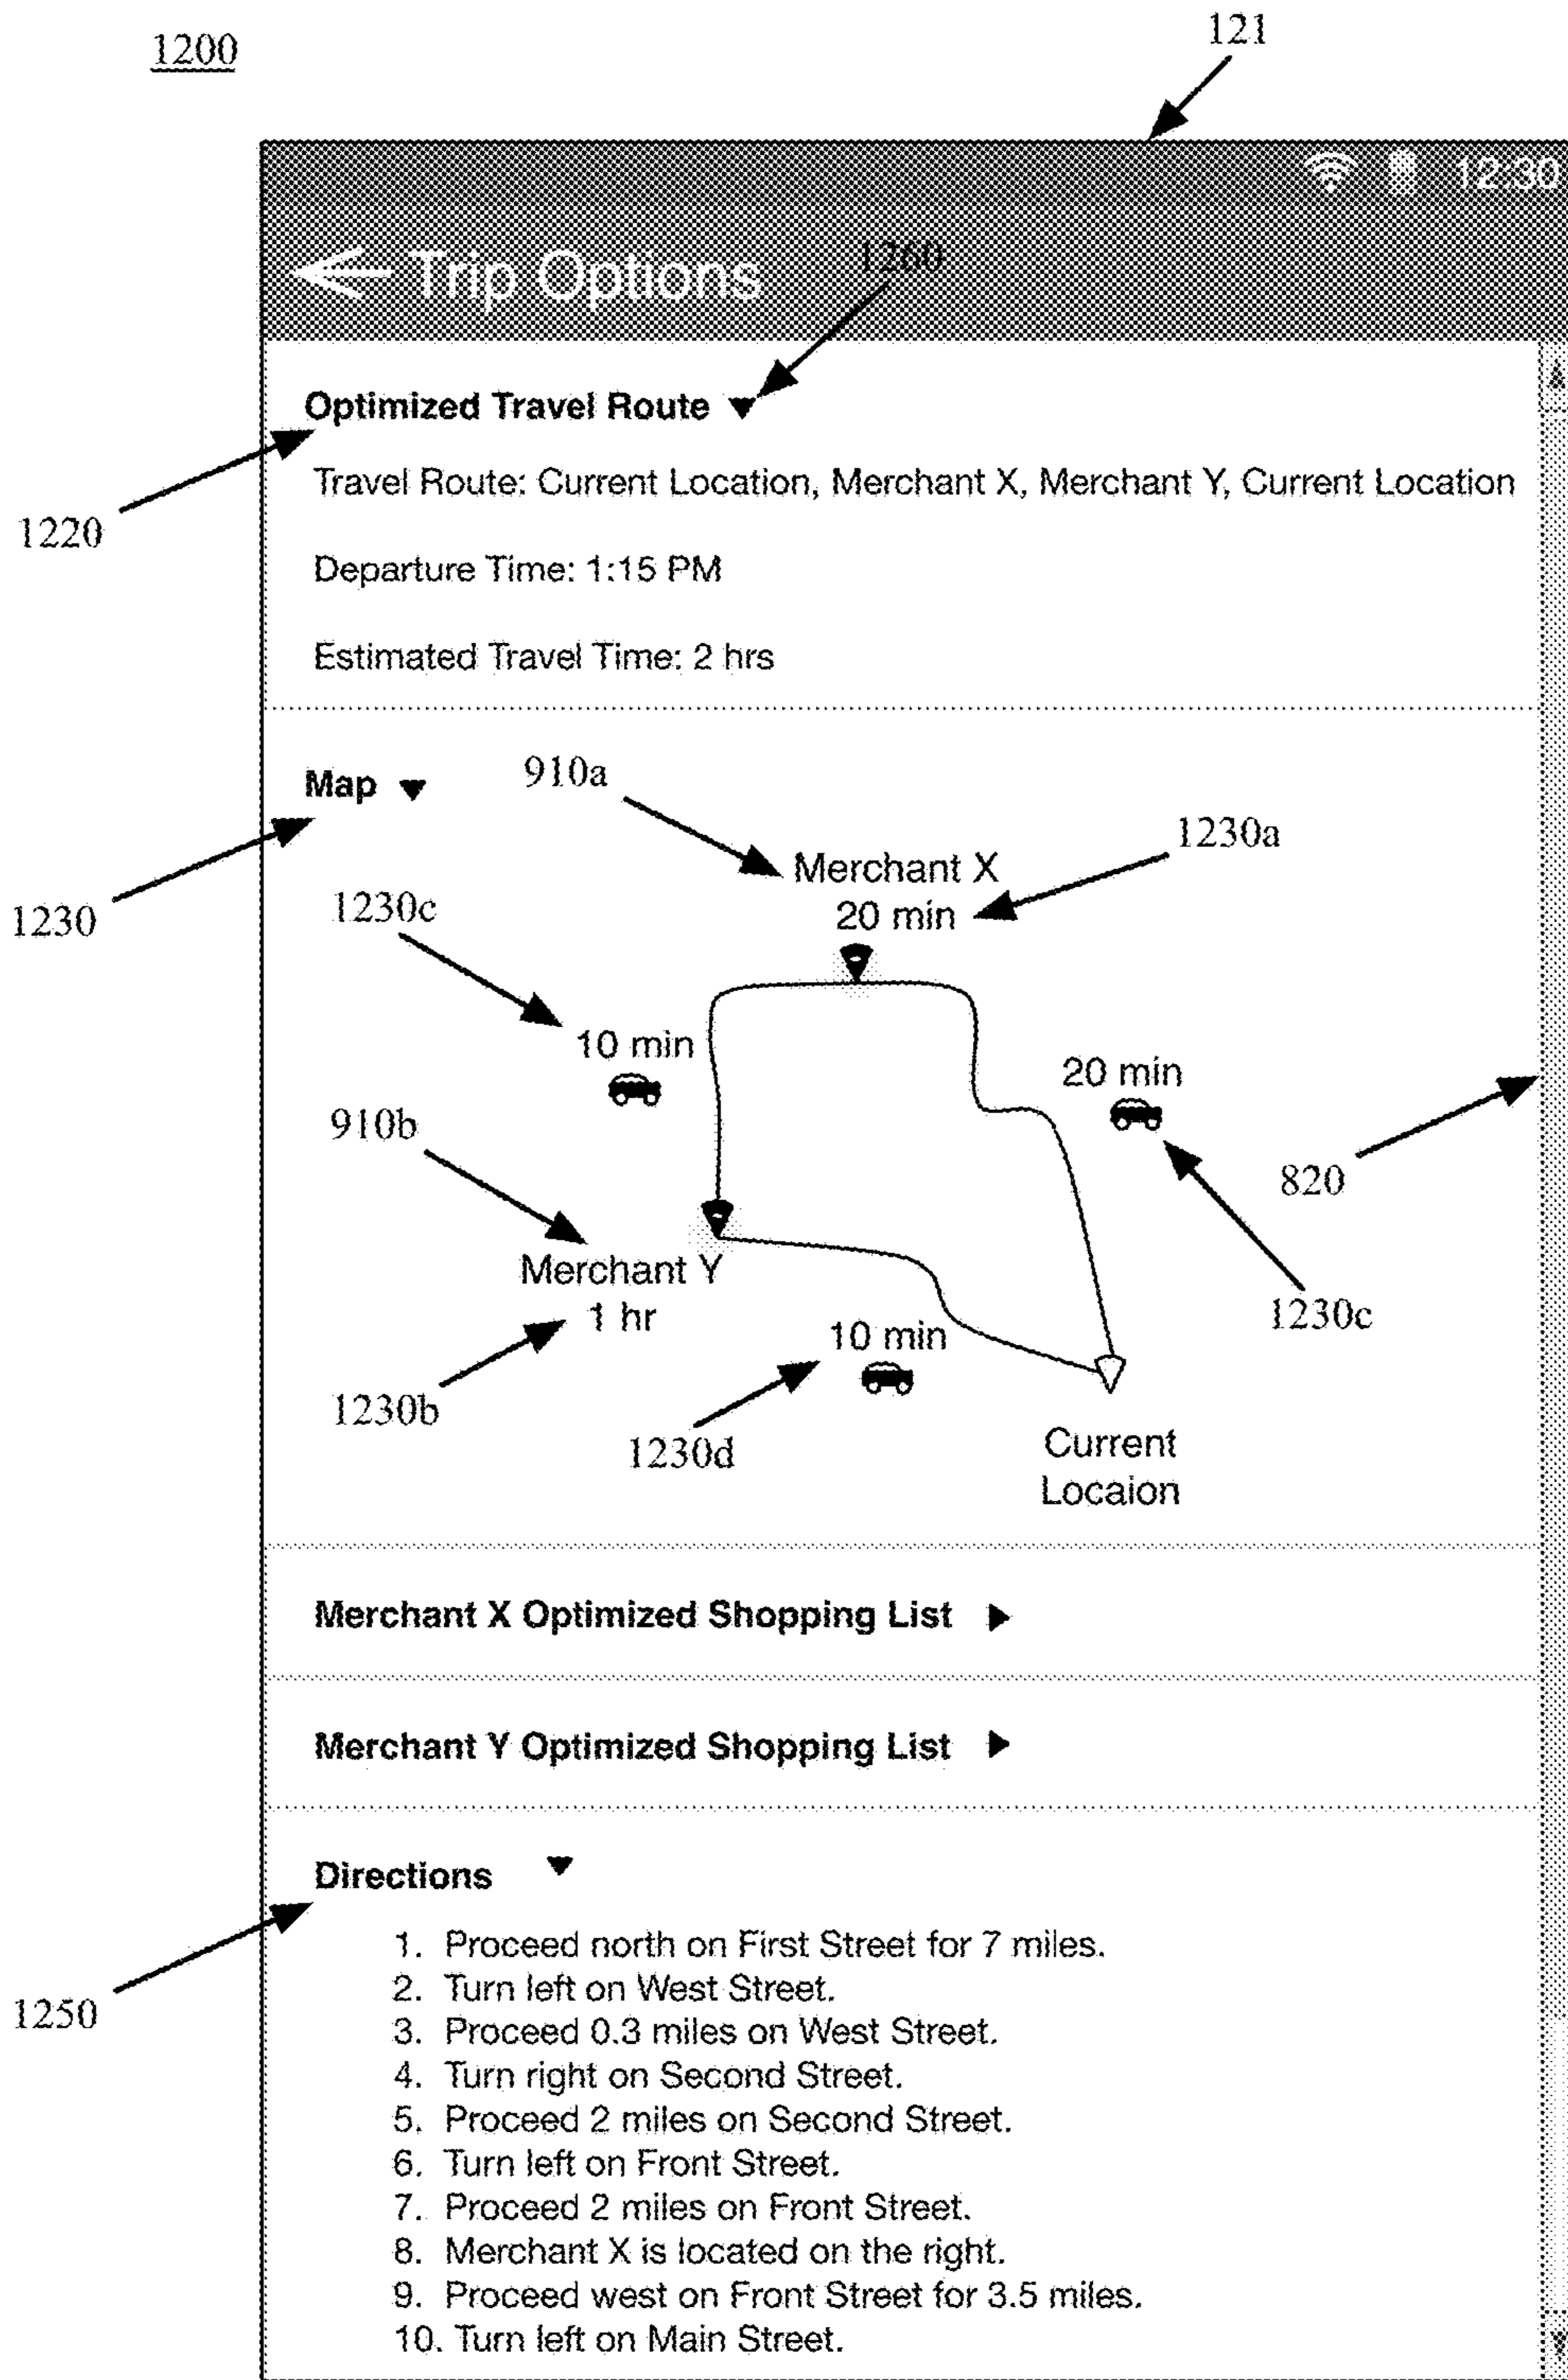 1200
121
12:30
Trip Options
1260
Optimized Travel Route
1220
Travel Route: Current Location, Merchant X, Merchant Y, Current Location
Departure Time: 1:15 PM
Estimated Travel Time: 2 hrs
Map
910a
1230a
1230
1230c
Merchant X
20 min
10 min
20 min
910b
820
Merchant Y
1 hr
1230c
1230b
10 min
1230d
Current
Locaion
Merchant X Optimized Shopping List
Merchant Y Optimized Shopping List
Directions
1250
1. Proceed north on First Street for 7 miles.
2. Turn left on West Street.
3. Proceed 0.3 miles on West Street.
4. Turn right on Second Street.
5. Proceed 2 miles on Second Street.
6. Turn left on Front Street.
7. Proceed 2 miles on Front Street.
8. Merchant X is located on the right.
9. Proceed west on Front Street for 3.5 miles.
10. Turn left on Main Street.